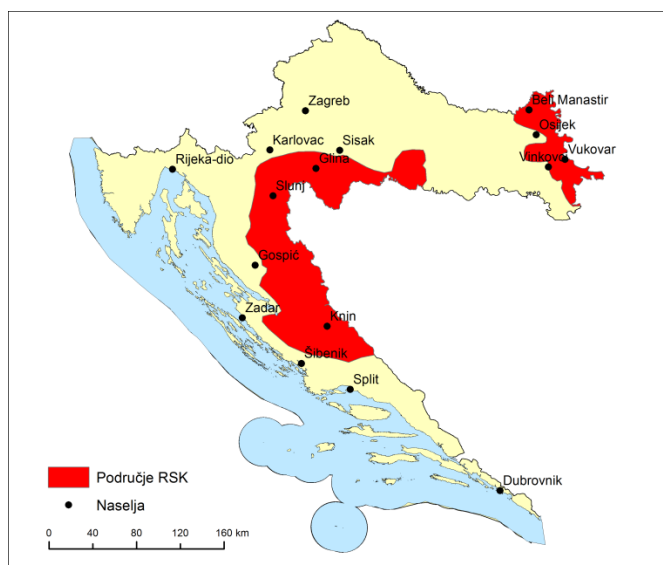 Beli Manastir
Zagreb
Osijek
Karlovac
Sisak
Vukovar
Rijeka-dio
Glina
Vinkovci
Slunj
Gospič
Zadar
Knin
Šibenik
Split
Područje RSK
Naselja
Dubrovnik
0 40 80 120 160 km